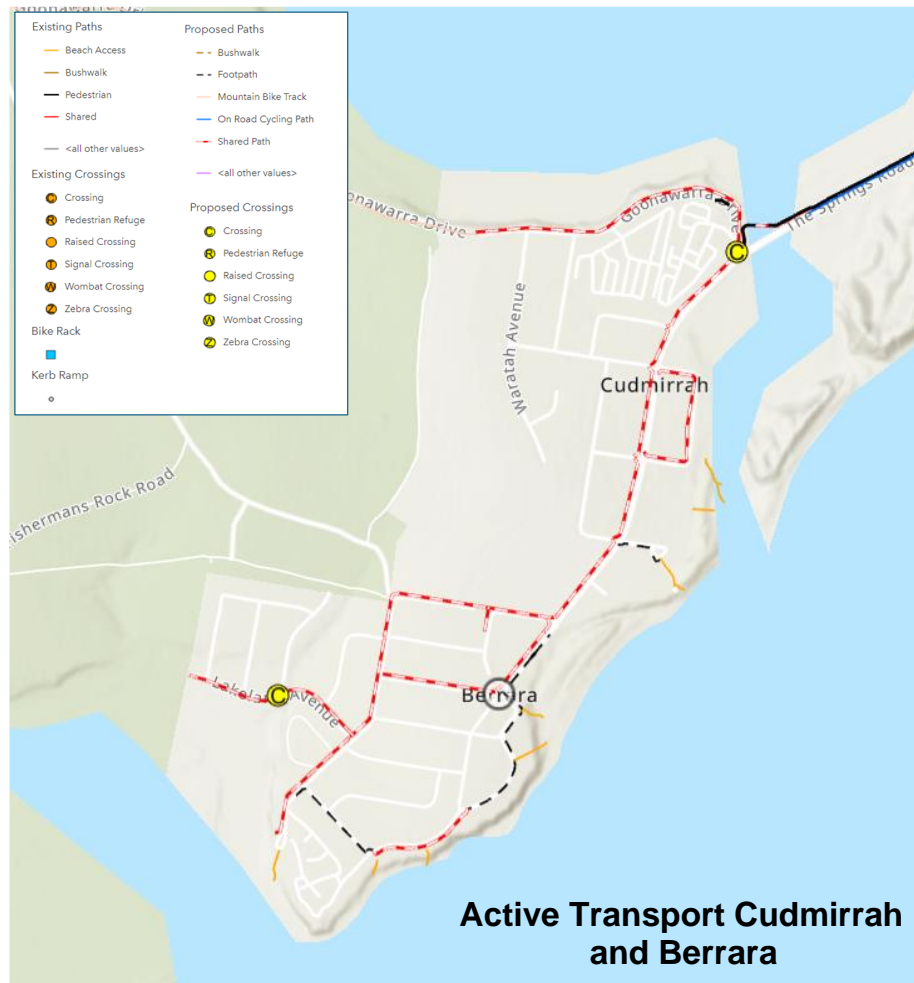 Goonawarra Drive
Existing Paths
Beach Access
Bushwalk
Pedestrian
Shared
<all other values>
Existing Crossings
C Crossing
R Pedestrian Refuge
Raised Crossing
T Signal Crossing
W Wombat Crossing
Z Zebra Crossing
Bike Rack
Kerb Ramp
Proposed Paths
Bushwalk
Footpath
Mountain Bike Track
On Road Cycling Path
Shared Path
<all other values>
Proposed Crossings
C Crossing
R Pedestrian Refuge
Raised Crossing
T Signal Crossing
W Wombat Crossing
Z Zebra Crossing
onawarra Drive
Goonawarra Drive
The Springs Road
C
Waratah Avenue
Cudmirrah
ishermans Rock Road
C
Avenue
Berrara
Active Transport Cudmirrah
and Berrara